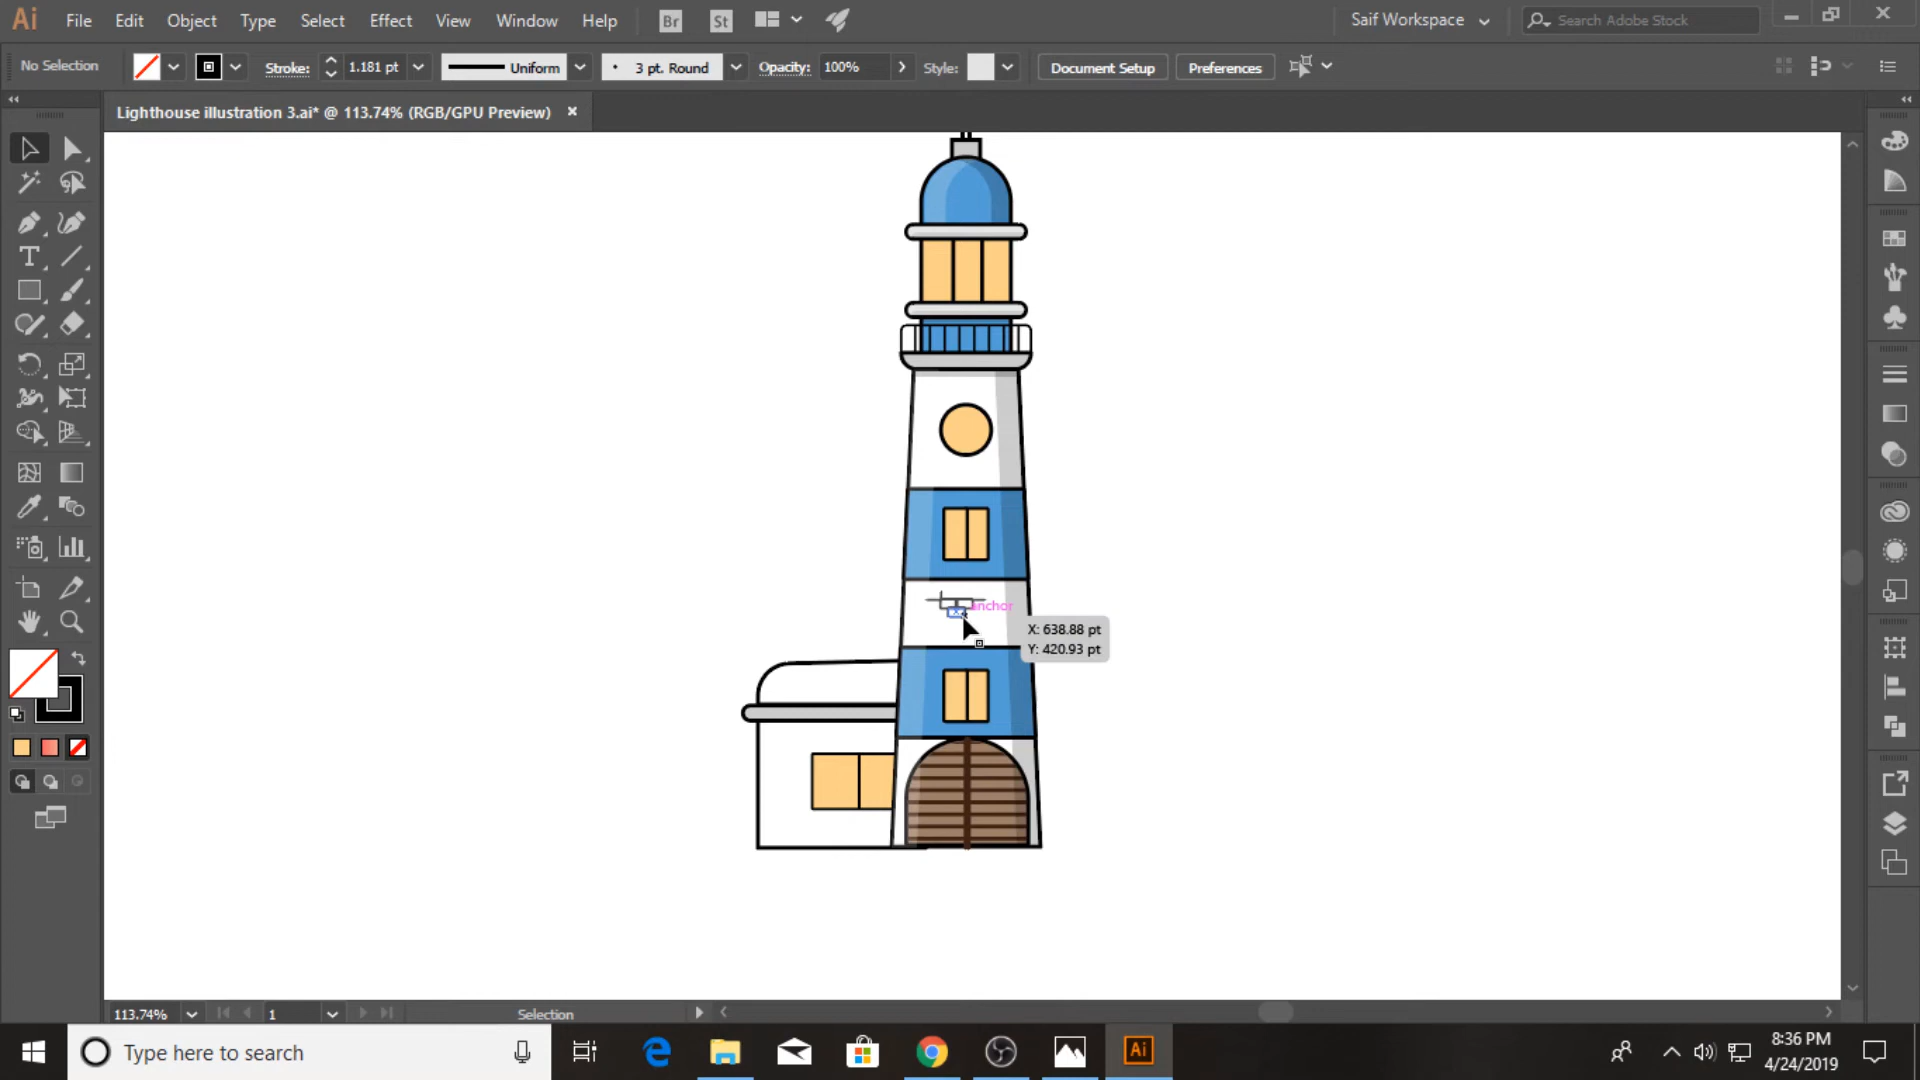 Ai File Edit Object Type Select Effect View Window Help Br St Saif Workspace Search Adobe Stock
No Selection Stroke: 1.181 pt Uniform 3 pt. Round Opacity: 100% Style: Document Setup Preferences
Lighthouse illustration 3.ai* @ 113.74% (RGB/GPU Preview) ×
T
anchor
X: 638.88 pt
Y: 420.93 pt
113.74% 1 Selection
Type here to search Ai 8:36 PM
4/24/2019